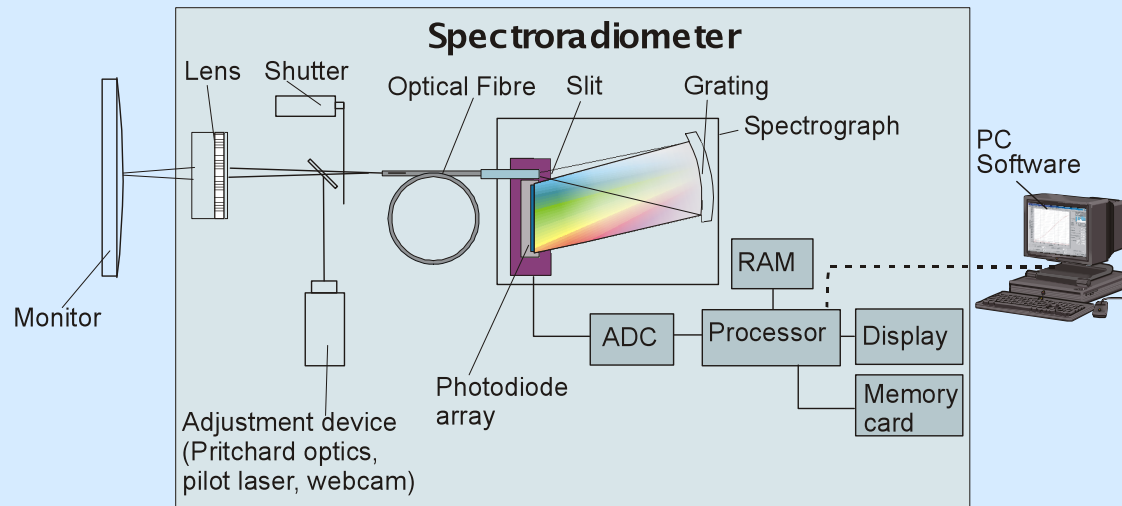 Spectroradiometer
Lens
Shutter
Optical Fibre
Slit
Grating
Spectrograph
PC
Software
Monitor
RAM
ADC
Processor
Display
Memory
card
Photodiode
array
Adjustment device
(Pritchard optics,
pilot laser, webcam)